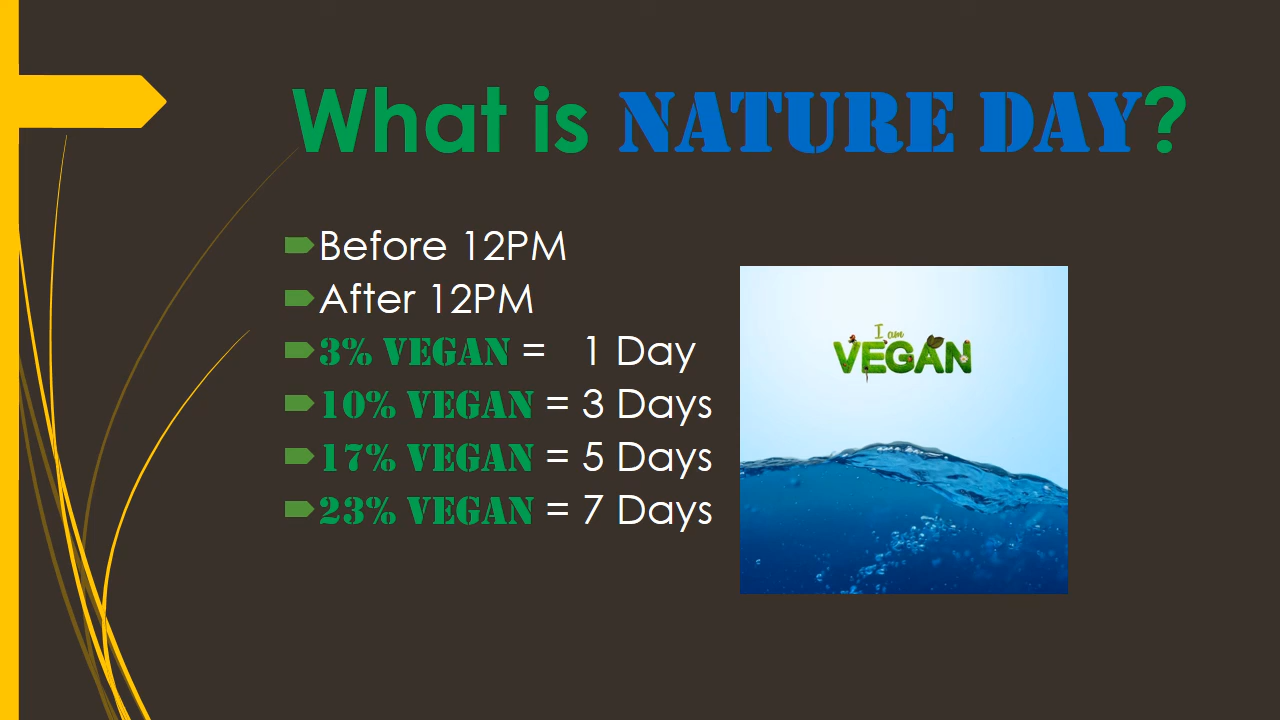 What is NATURE DAY?
Before 12PM
After 12PM
3% VEGAN = 1 Day
10% VEGAN = 3 Days
17% VEGAN = 5 Days
23% VEGAN = 7 Days
I am
VEGAN